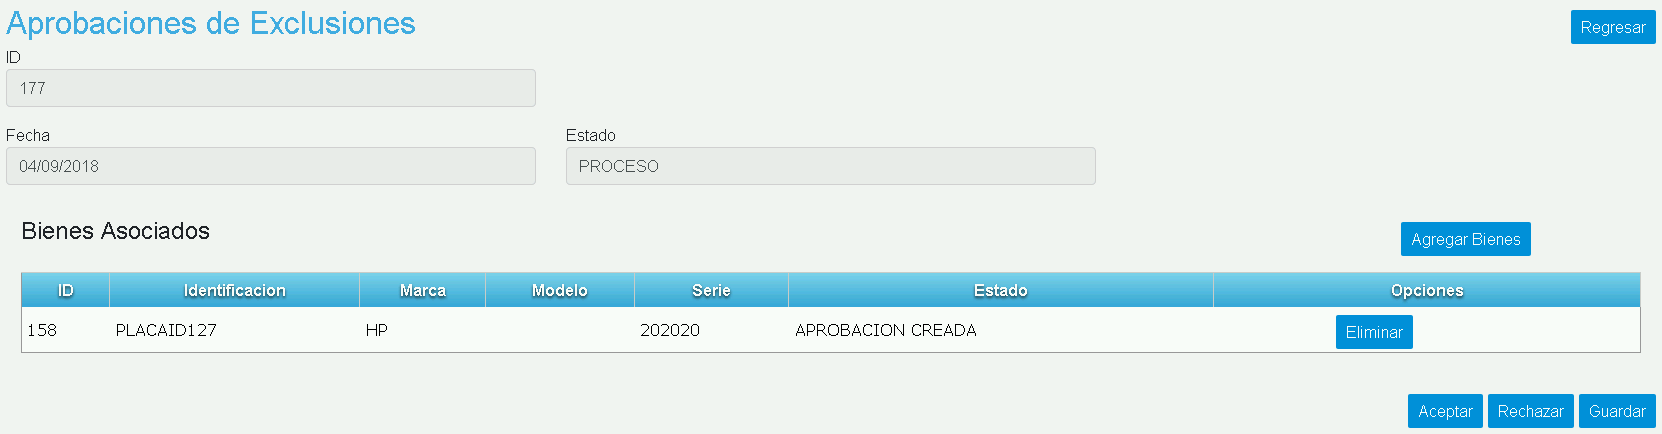 Aprobaciones de Exclusiones
Regresar
ID
177
Fecha
Estado
04/09/2018
PROCESO
Bienes Asociados
Agregar Bienes
ID Identificacion Marca Modelo Serie Estado Opciones
158 PLACAID127 HP 202020 APROBACION CREADA Eliminar
Aceptar Rechazar Guardar